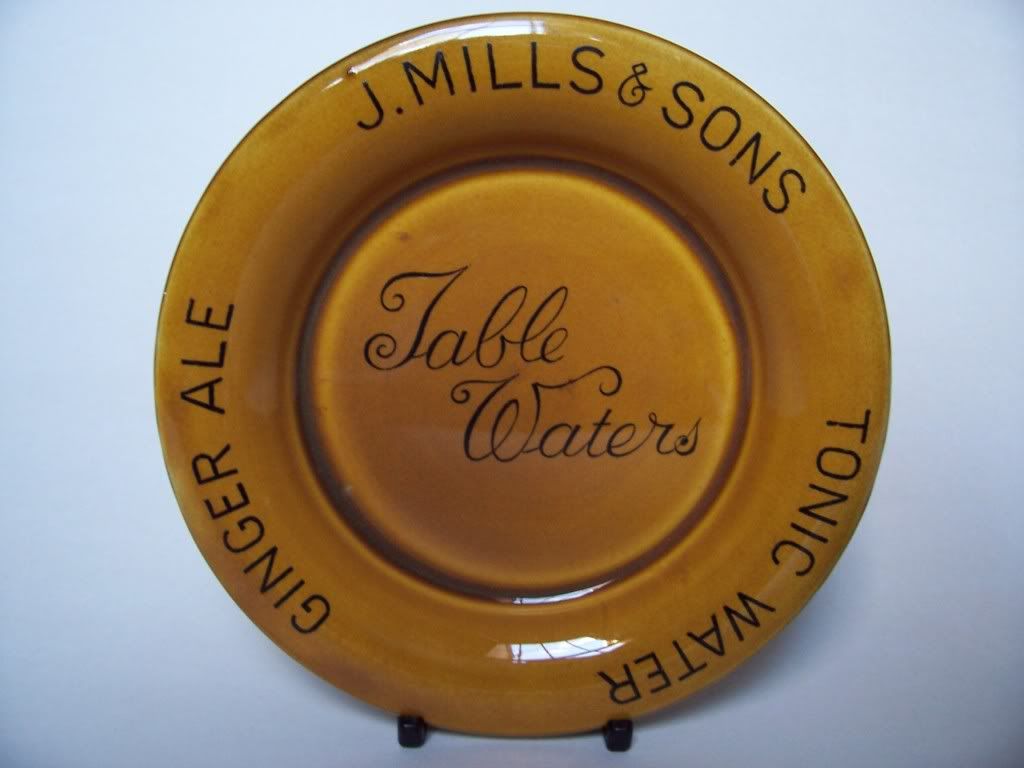 J. MILLS & SONS
Table
Waters
GINGER ALE
TONIC WATER